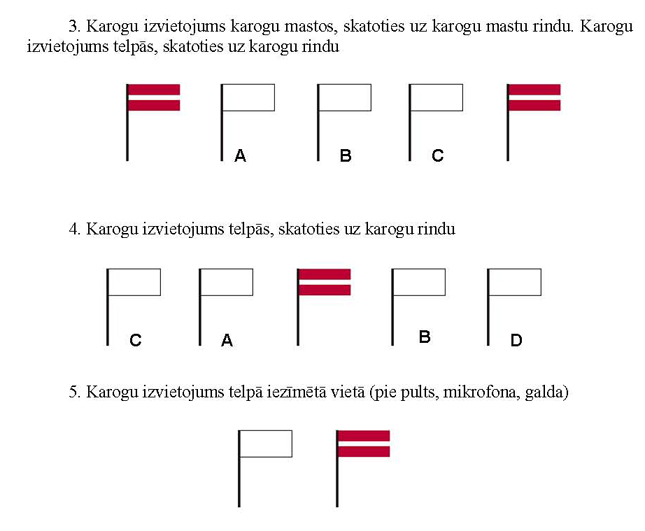 3. Karogu izvietojums karogu mastos, skatoties uz karogu mastu rindu. Karogu
izvietojums telpās, skatoties uz karogu rindu
A B C
4. Karogu izvietojums telpās, skatoties uz karogu rindu
C A B D
5. Karogu izvietojums telpā iezīmētā vietā (pie pults, mikrofona, galda)